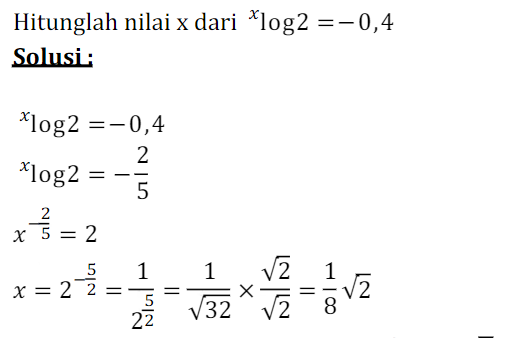 Hitunglah nilai x dari ˣlog2 =−0,4
Solusi :
ˣlog2 =−0,4
ˣlog2 = −2/5
x^(−2/5) = 2
x = 2^(−5/2) = 1/2^(5/2) = 1/√32 × √2/√2 = 1/8 √2